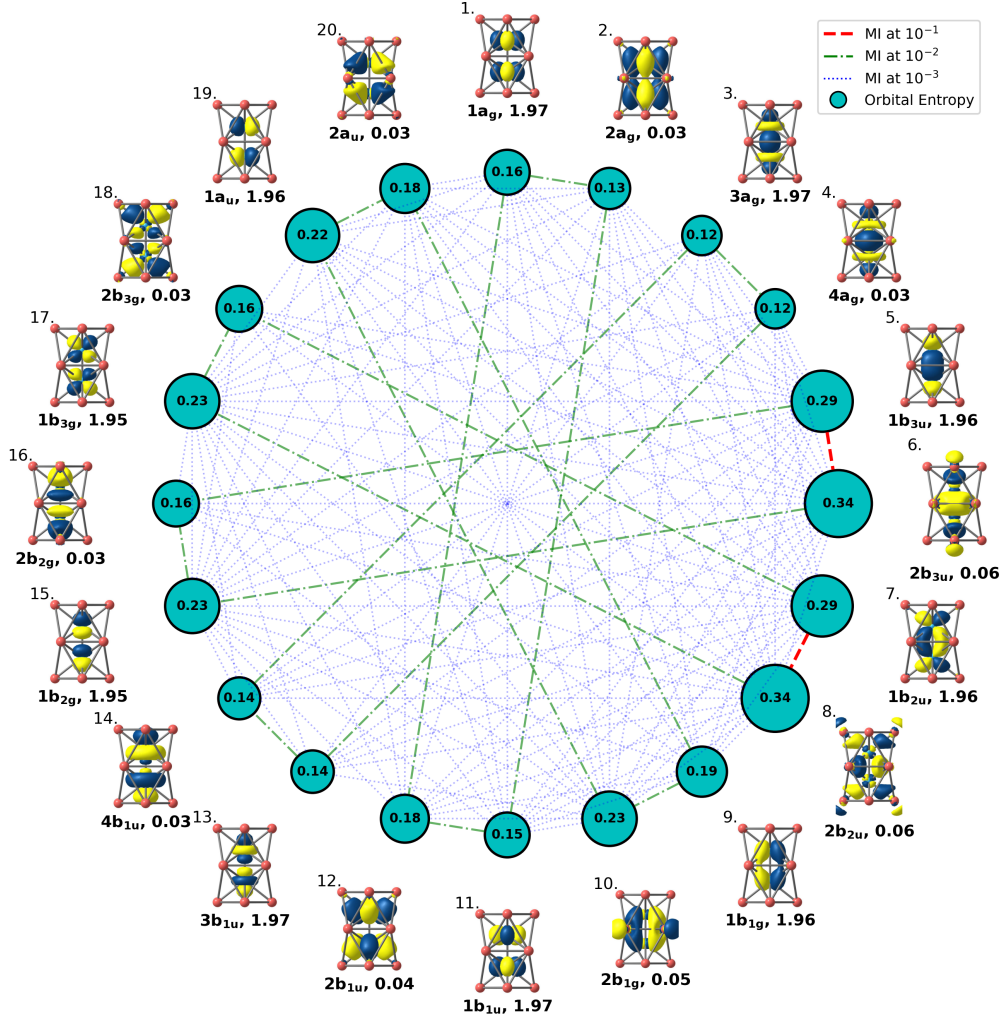 1.
1a_g, 1.97
2.
2a_g, 0.03
3.
3a_g, 1.97
4.
4a_g, 0.03
5.
1b_3u, 1.96
6.
2b_3u, 0.06
7.
1b_2u, 1.96
8.
2b_2u, 0.06
9.
1b_1g, 1.96
10.
2b_1g, 0.05
11.
1b_1u, 1.97
12.
2b_1u, 0.04
13.
3b_1u, 1.97
14.
4b_1u, 0.03
15.
1b_2g, 1.95
16.
2b_2g, 0.03
17.
1b_3g, 1.95
18.
2b_3g, 0.03
19.
1a_u, 1.96
20.
2a_u, 0.03
MI at 10^−1
MI at 10^−2
MI at 10^−3
Orbital Entropy
0.16
0.13
0.12
0.12
0.29
0.34
0.29
0.34
0.19
0.23
0.15
0.18
0.14
0.14
0.23
0.16
0.23
0.16
0.22
0.18